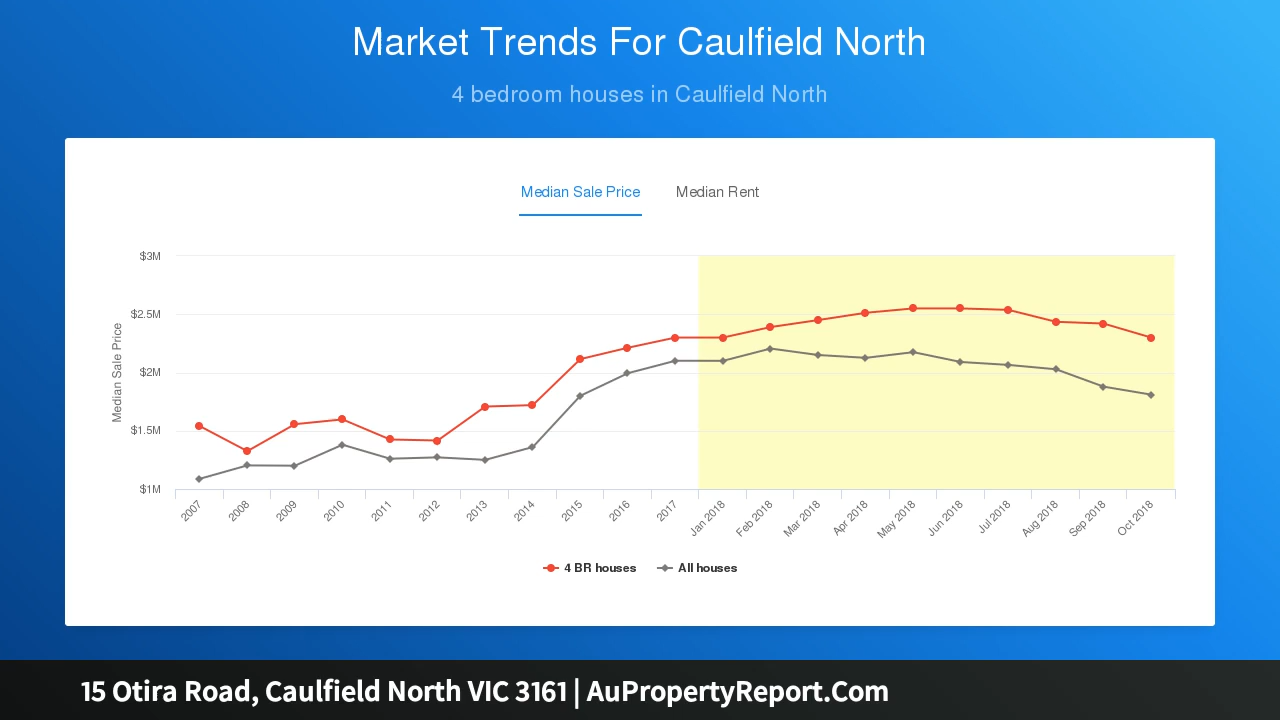 Market Trends For Caulfield North
4 bedroom houses in Caulfield North
Median Sale Price Median Rent
$3M
$2.5M
$2M
$1.5M
$1M
Median Sale Price
2007 2008 2009 2010 2011 2012 2013 2014 2015 2016 2017 Jan 2018 Feb 2018 Mar 2018 Apr 2018 May 2018 Jun 2018 Jul 2018 Aug 2018 Sep 2018 Oct 2018
4 BR houses All houses
15 Otira Road, Caulfield North VIC 3161 | AuPropertyReport.Com